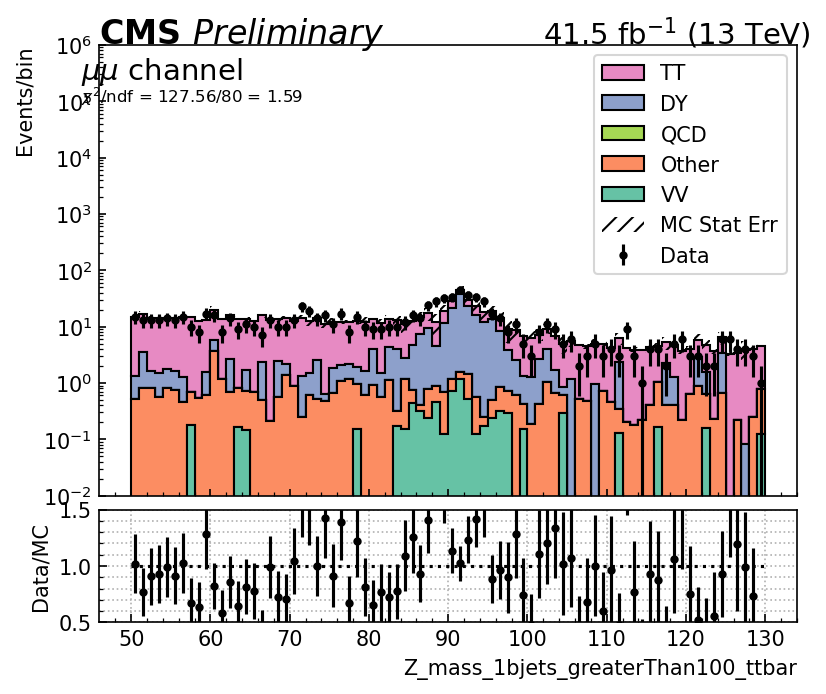 CMS Preliminary 41.5 fb⁻¹ (13 TeV)
Events/bin
μμ channel
χ²/ndf = 127.56/80 = 1.59
TT
DY
QCD
Other
VV
MC Stat Err
Data
10⁶
10⁵
10⁴
10³
10²
10¹
10⁰
10⁻¹
10⁻²
Data/MC
1.5
1.0
0.5
50 60 70 80 90 100 110 120 130
Z_mass_1bjets_greaterThan100_ttbar